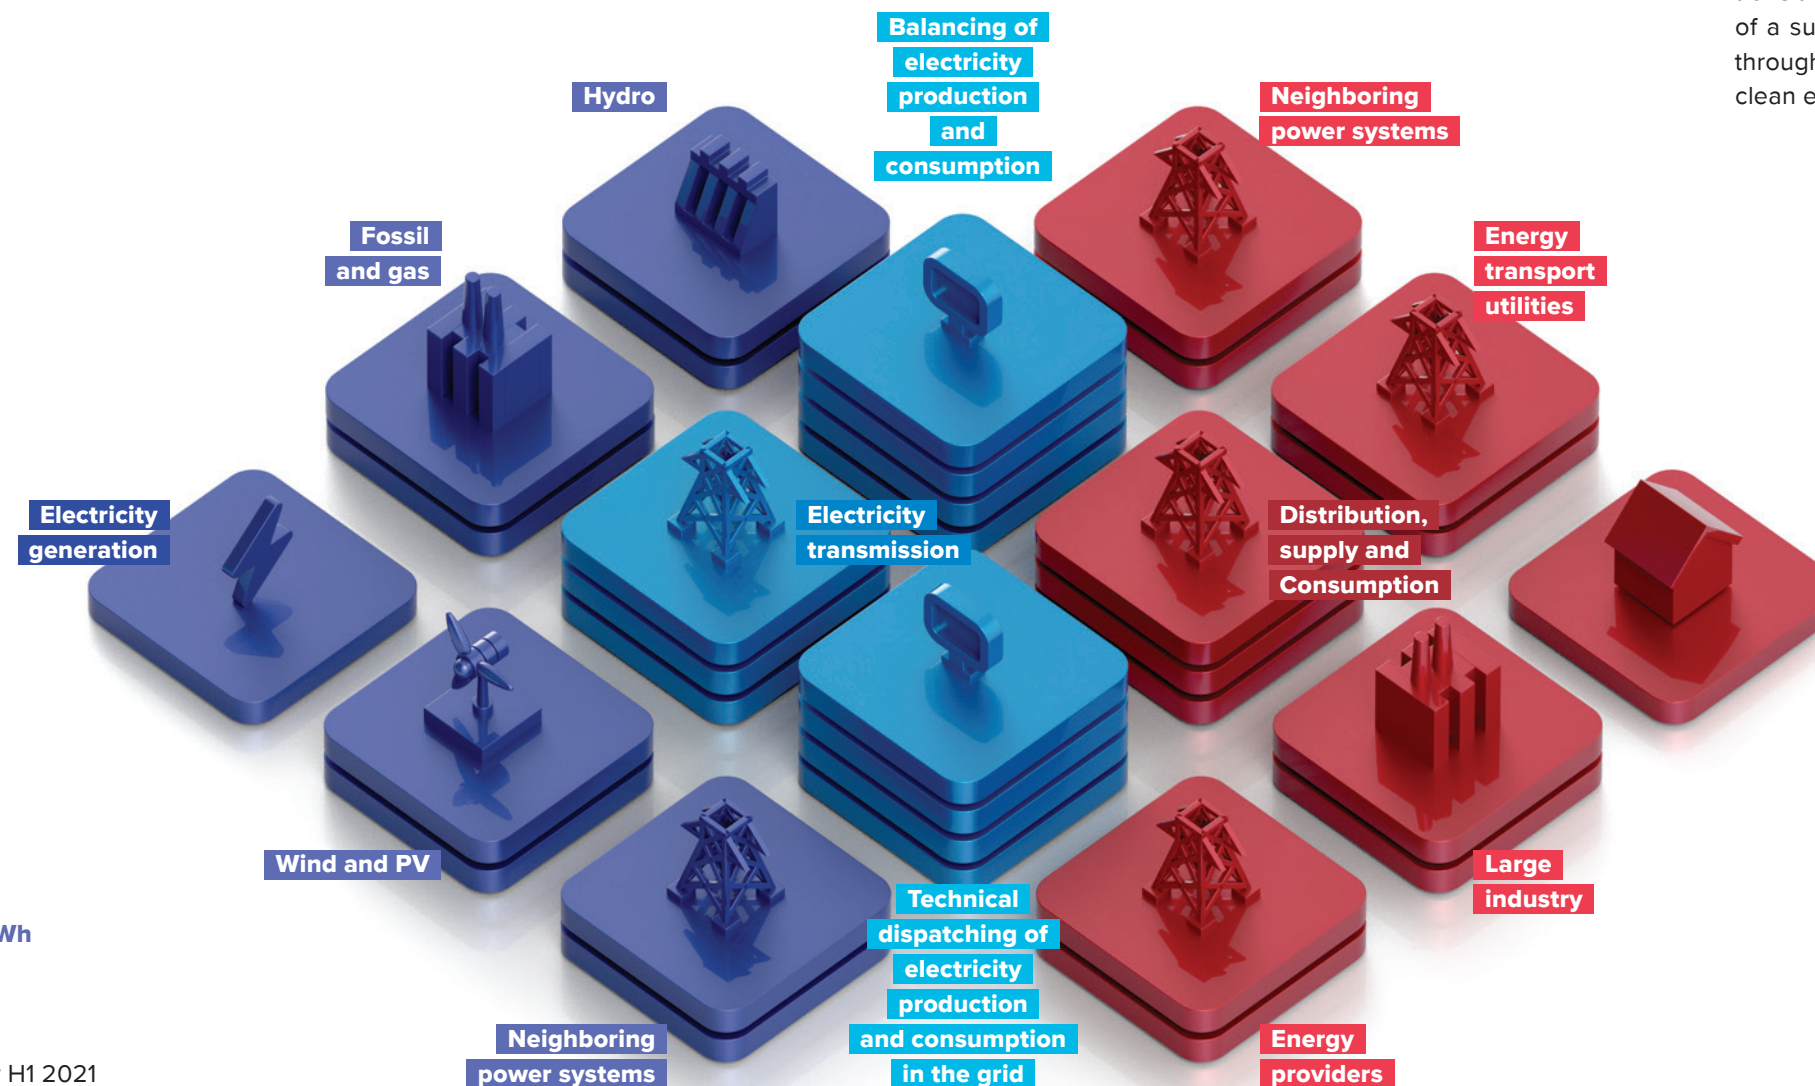 of a su
through
clean e
Balancing of
electricity
production
and
consumption
Hydro
Neighboring
power systems
Fossil
and gas
Energy
transport
utilities
Electricity
generation
Electricity
transmission
Distribution,
supply and
Consumption
Wind and PV
Large
industry
Wh
Technical
dispatching of
electricity
production
and consumption
in the grid
Neighboring
power systems
Energy
providers
H1 2021